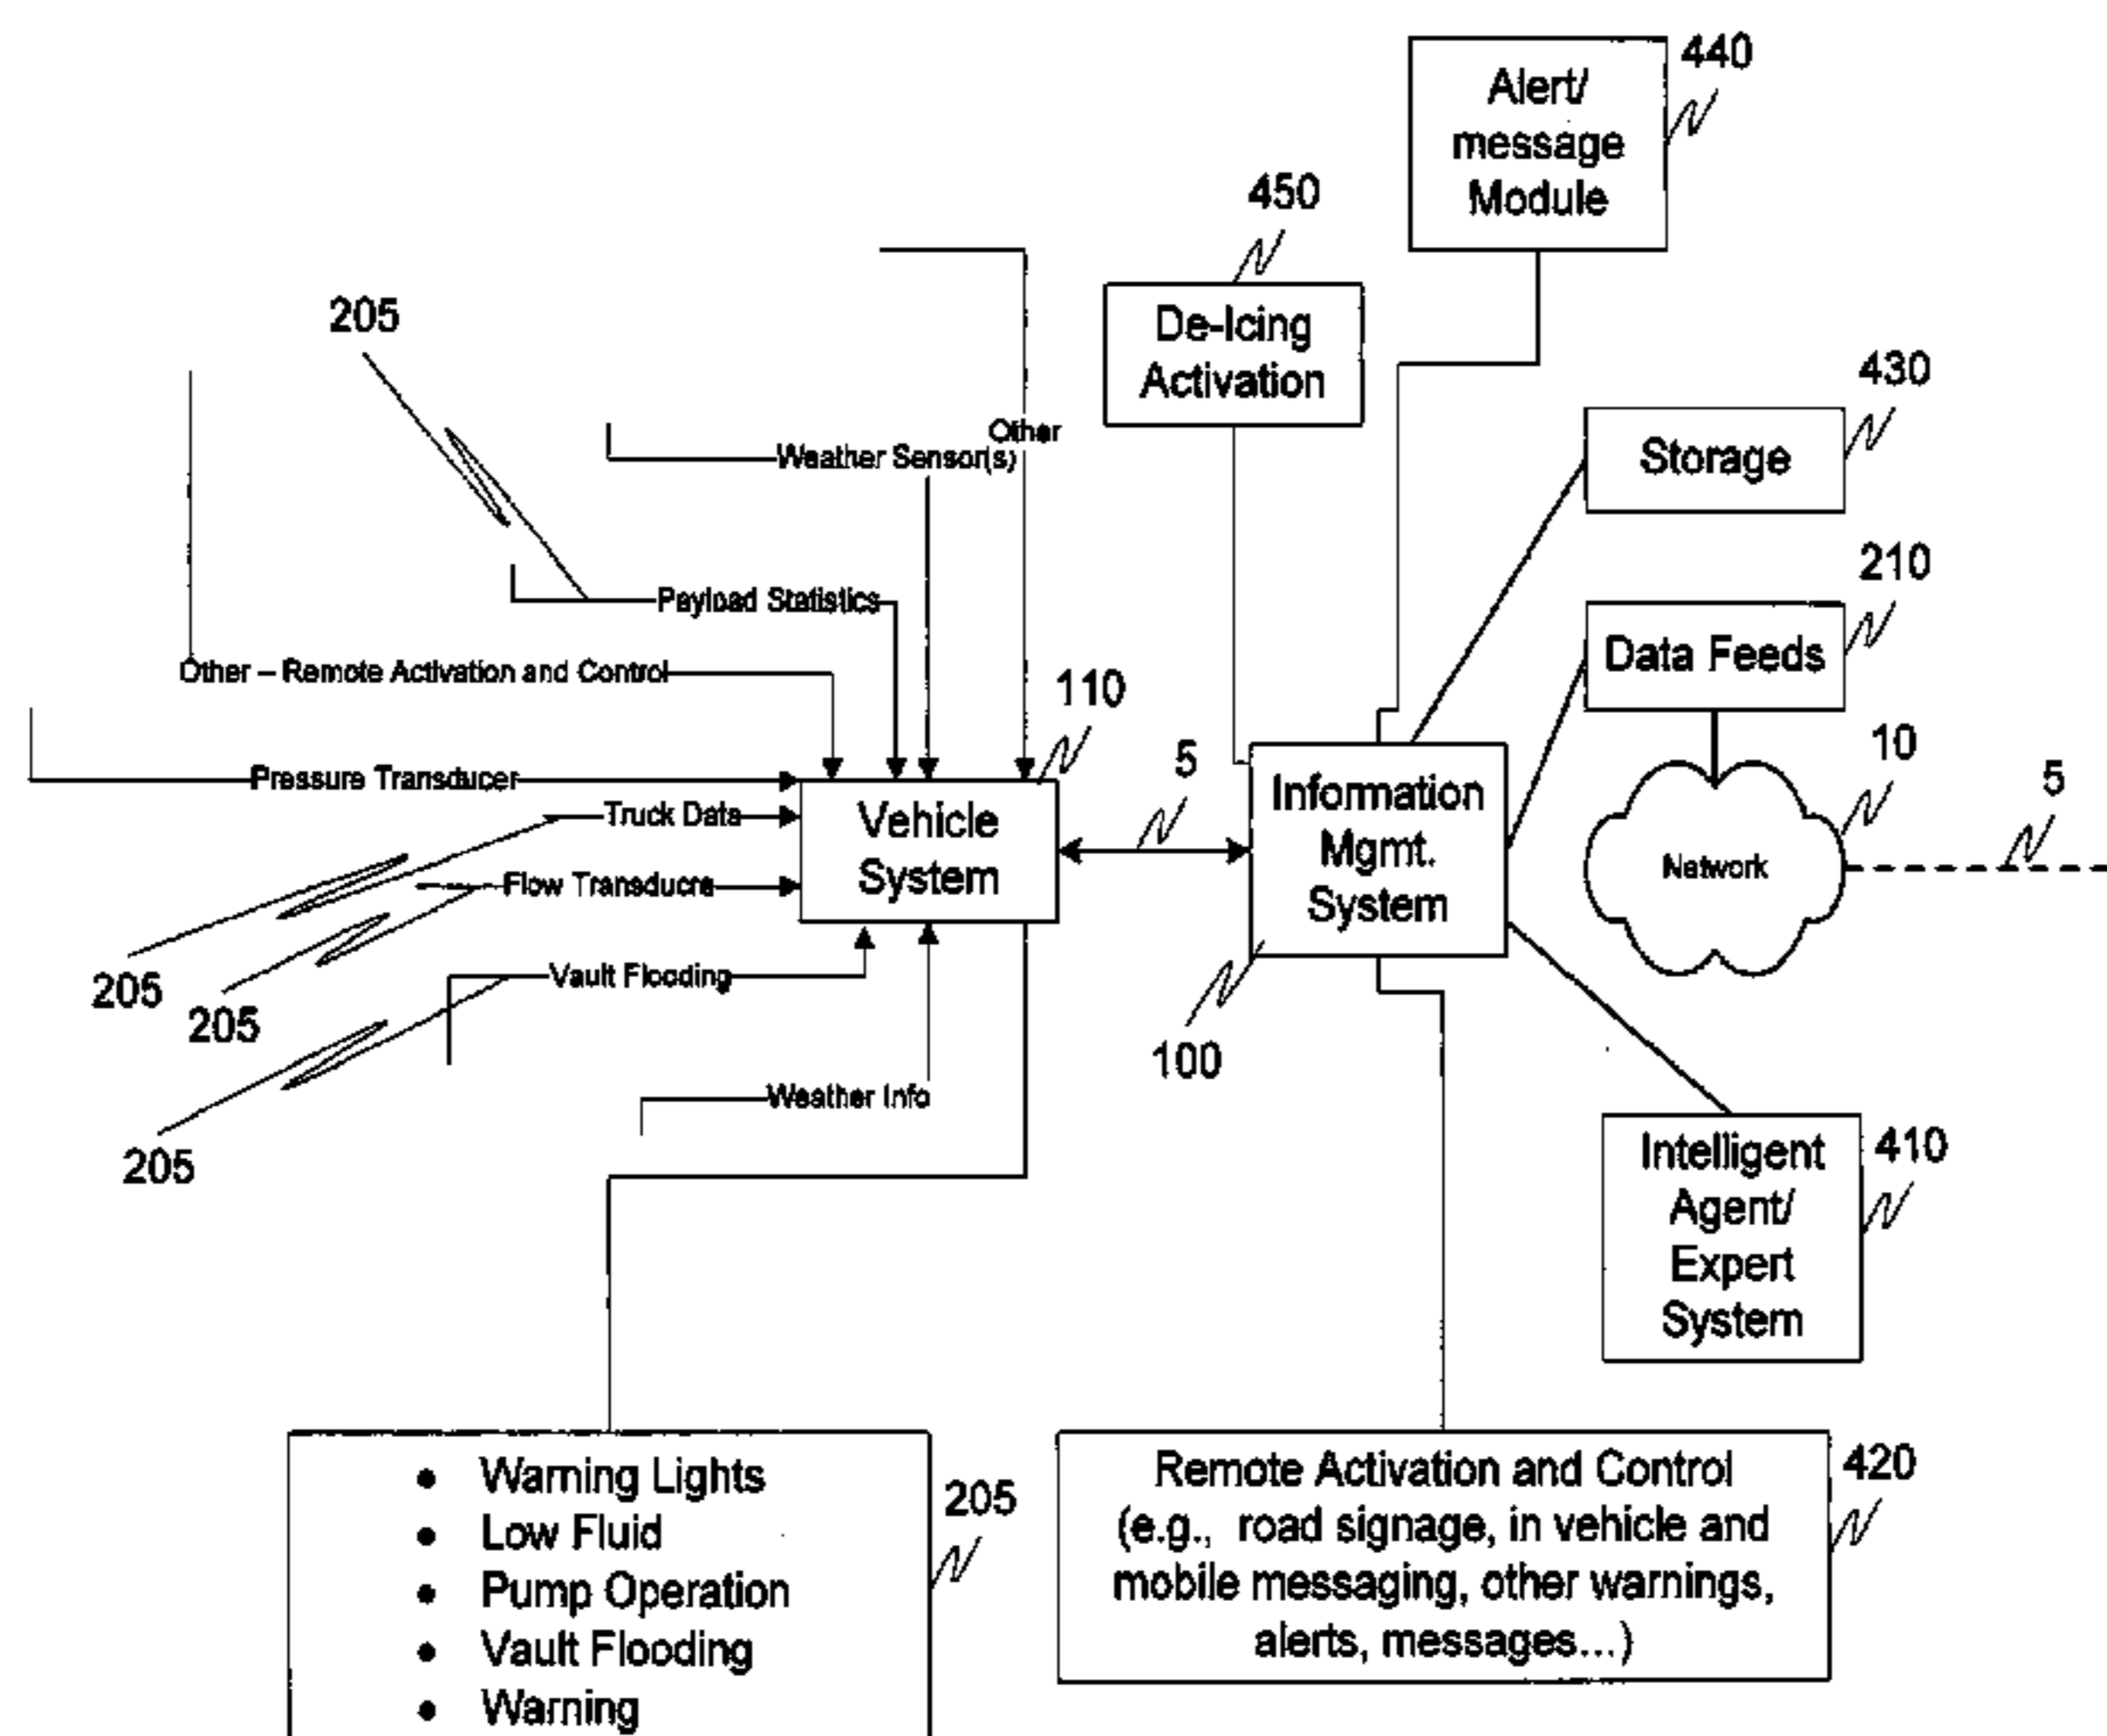 440
Alert/
message
Module
450
De-Icing
Activation
205
430
Storage
Other
Weather Sensor(s)
210
Data Feeds
Payload Statistics
Other – Remote Activation and Control
110
10
5
5
Pressure Transducer
Truck Data
Vehicle
System
Information
Mgmt.
System
Network
Flow Transducre
205
205
Vault Flooding
100
Weather Info
205
Intelligent
Agent/
Expert
System
410
• Warning Lights
• Low Fluid
• Pump Operation
• Vault Flooding
• Warning
205
Remote Activation and Control
(e.g., road signage, in vehicle and
mobile messaging, other warnings,
alerts, messages...)
420